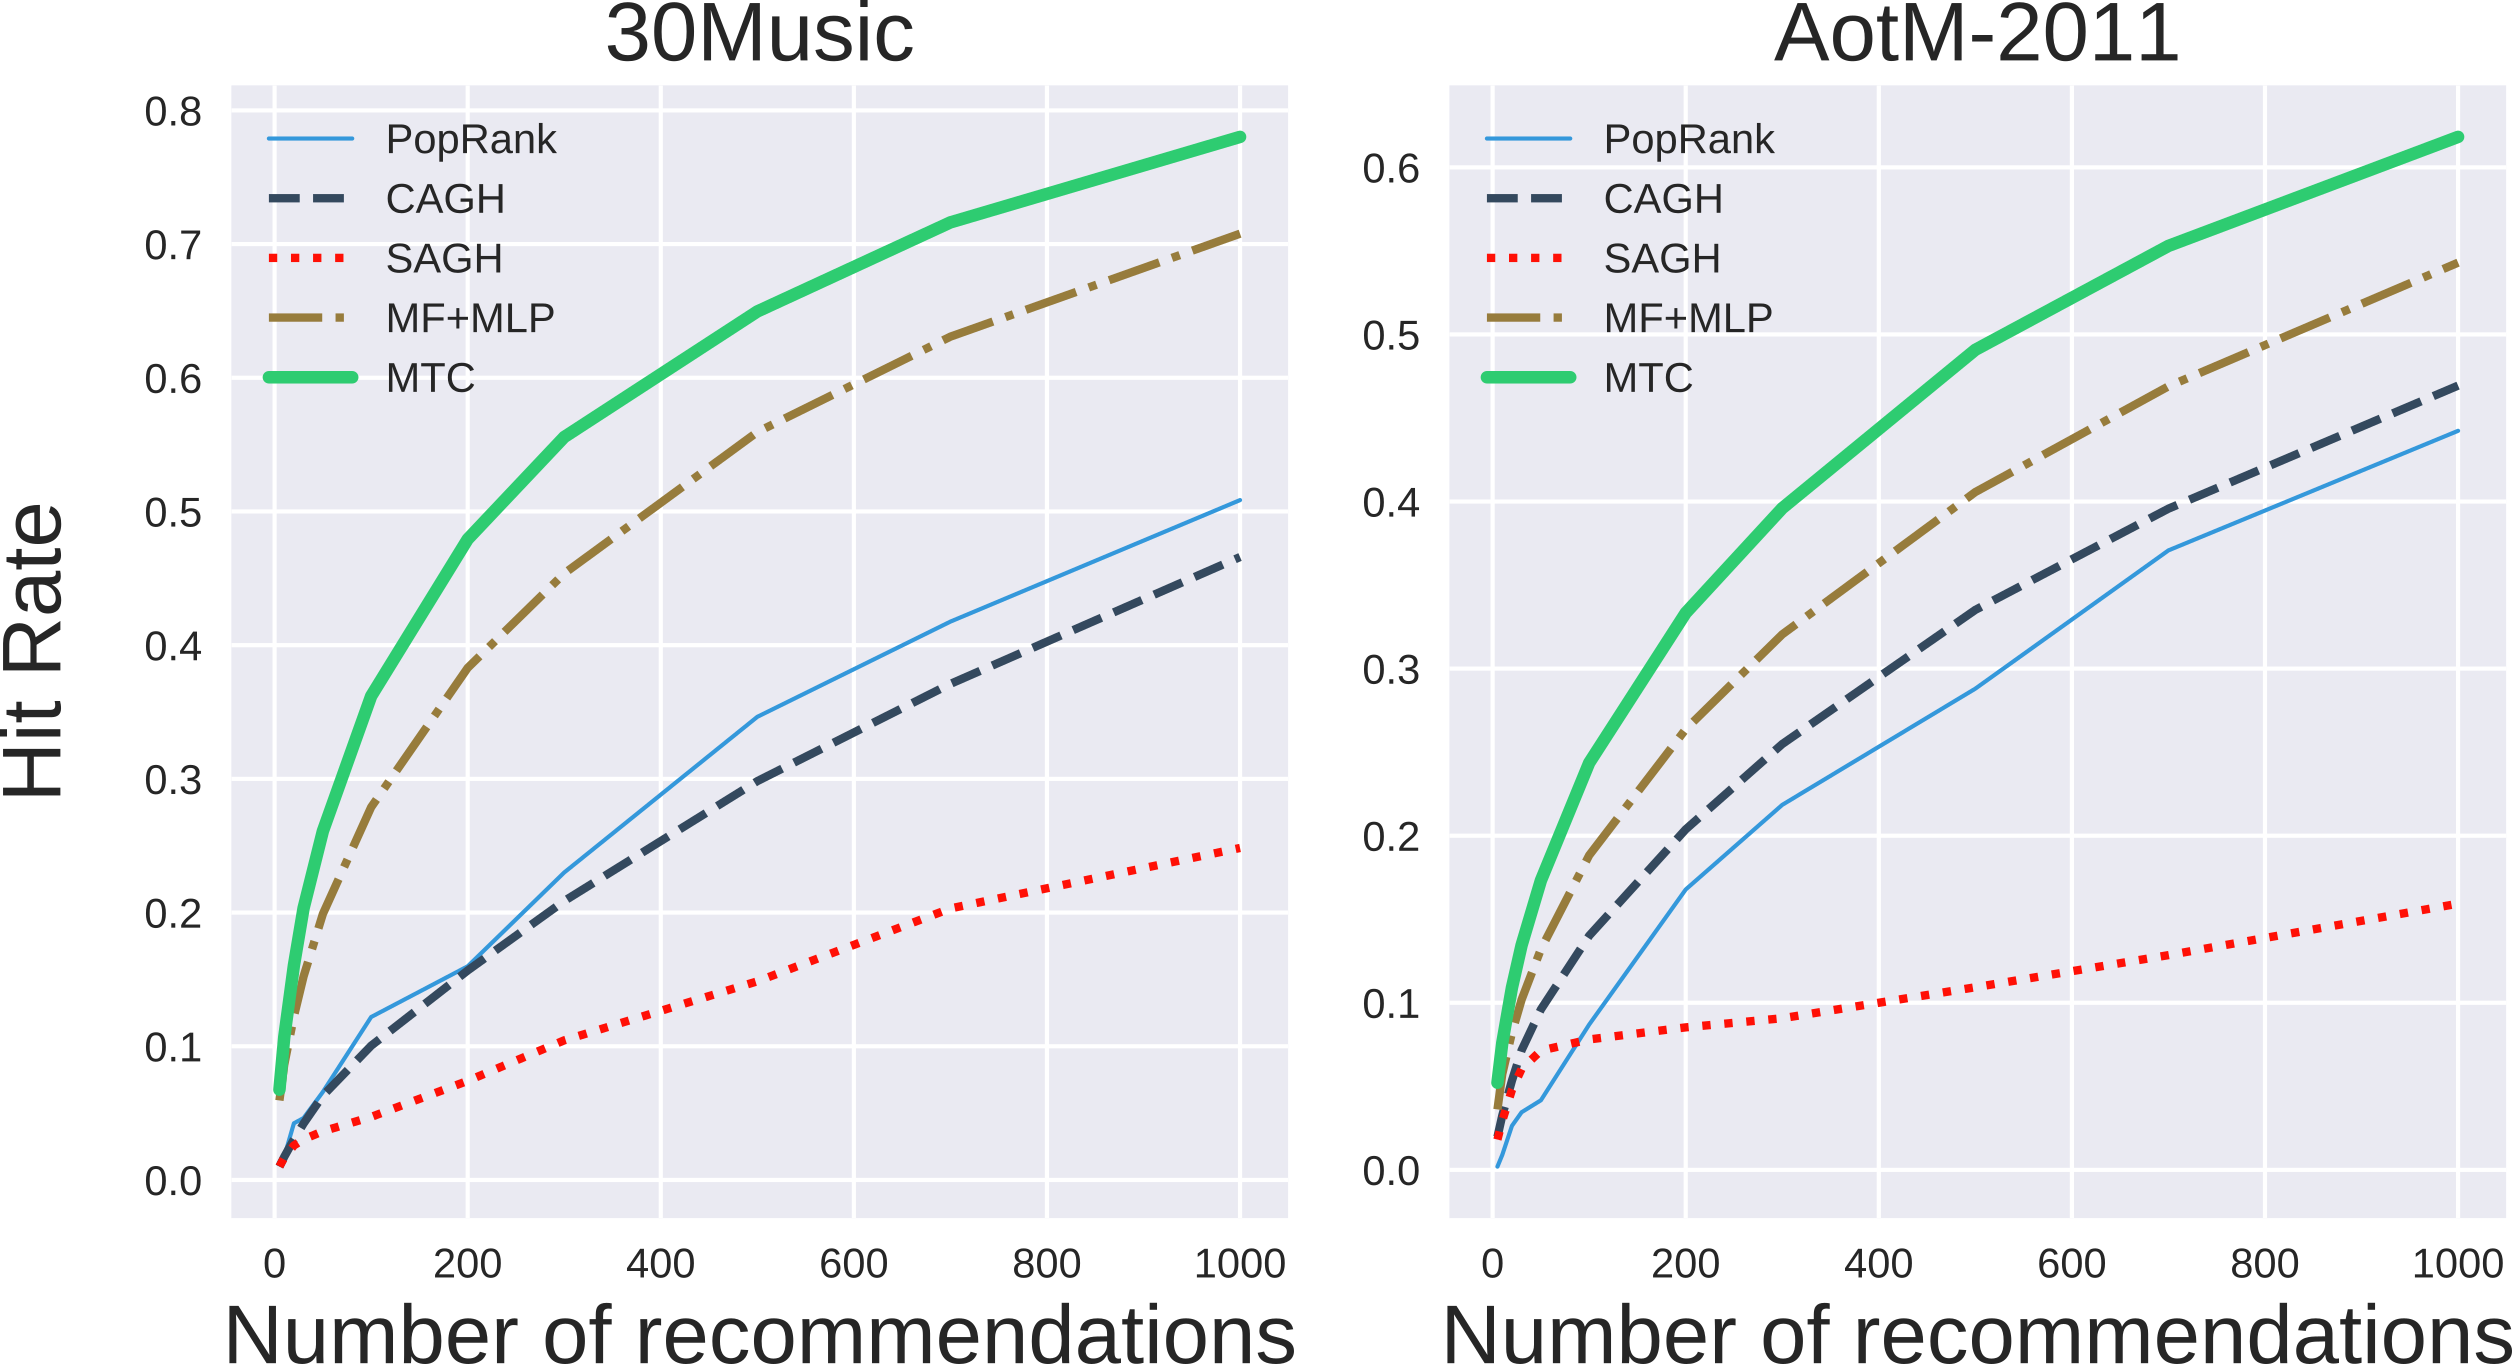 30Music
0.8
0.7
0.6
0.5
0.4
0.3
0.2
0.1
0.0
Hit Rate
PopRank
CAGH
SAGH
MF+MLP
MTC
0 200 400 600 800 1000
Number of recommendations
AotM-2011
0.6
0.5
0.4
0.3
0.2
0.1
0.0
PopRank
CAGH
SAGH
MF+MLP
MTC
0 200 400 600 800 1000
Number of recommendations